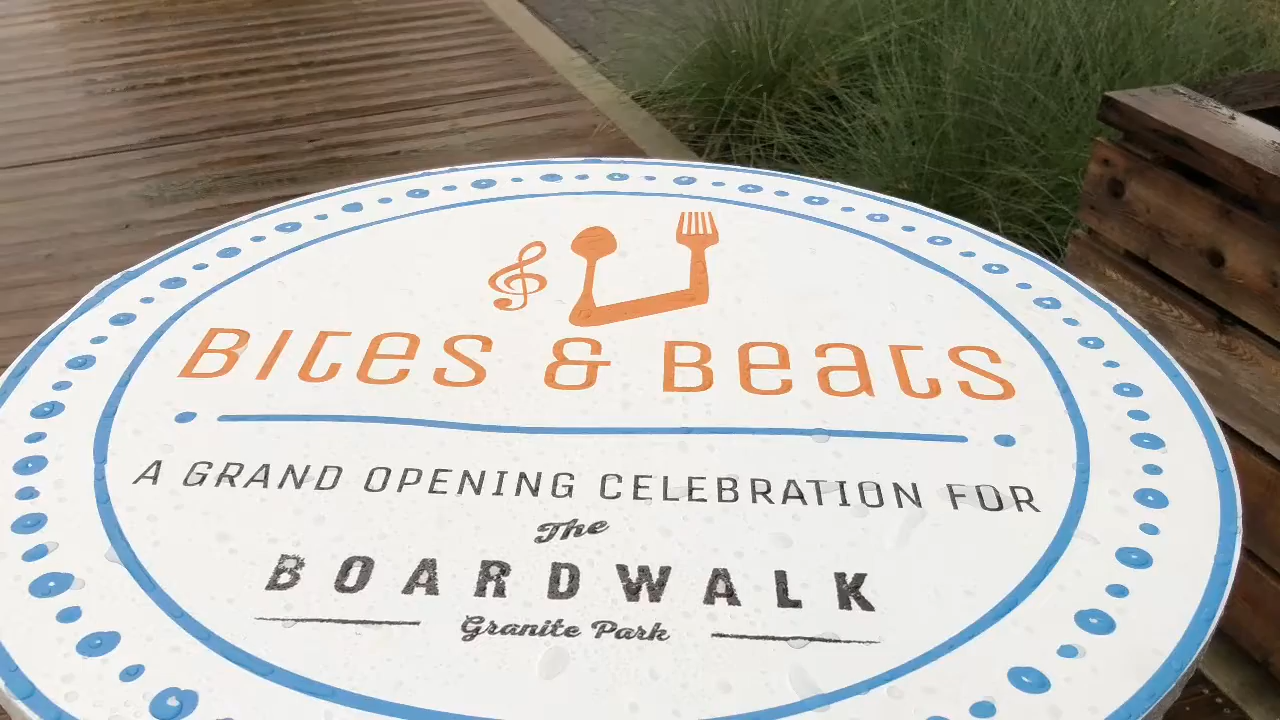 Bites & Beats
A GRAND OPENING CELEBRATION FOR
The
BOARDWALK
Granite Park